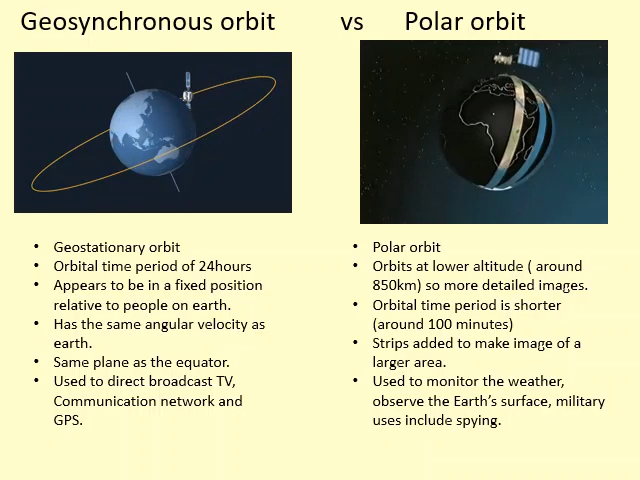 Geosynchronous orbit vs Polar orbit
• Geostationary orbit
• Orbital time period of 24hours
• Appears to be in a fixed position
relative to people on earth.
• Has the same angular velocity as
earth.
• Same plane as the equator.
• Used to direct broadcast TV,
Communication network and
GPS.
• Polar orbit
• Orbits at lower altitude ( around
850km) so more detailed images.
• Orbital time period is shorter
(around 100 minutes)
• Strips added to make image of a
larger area.
• Used to monitor the weather,
observe the Earth's surface, military
uses include spying.